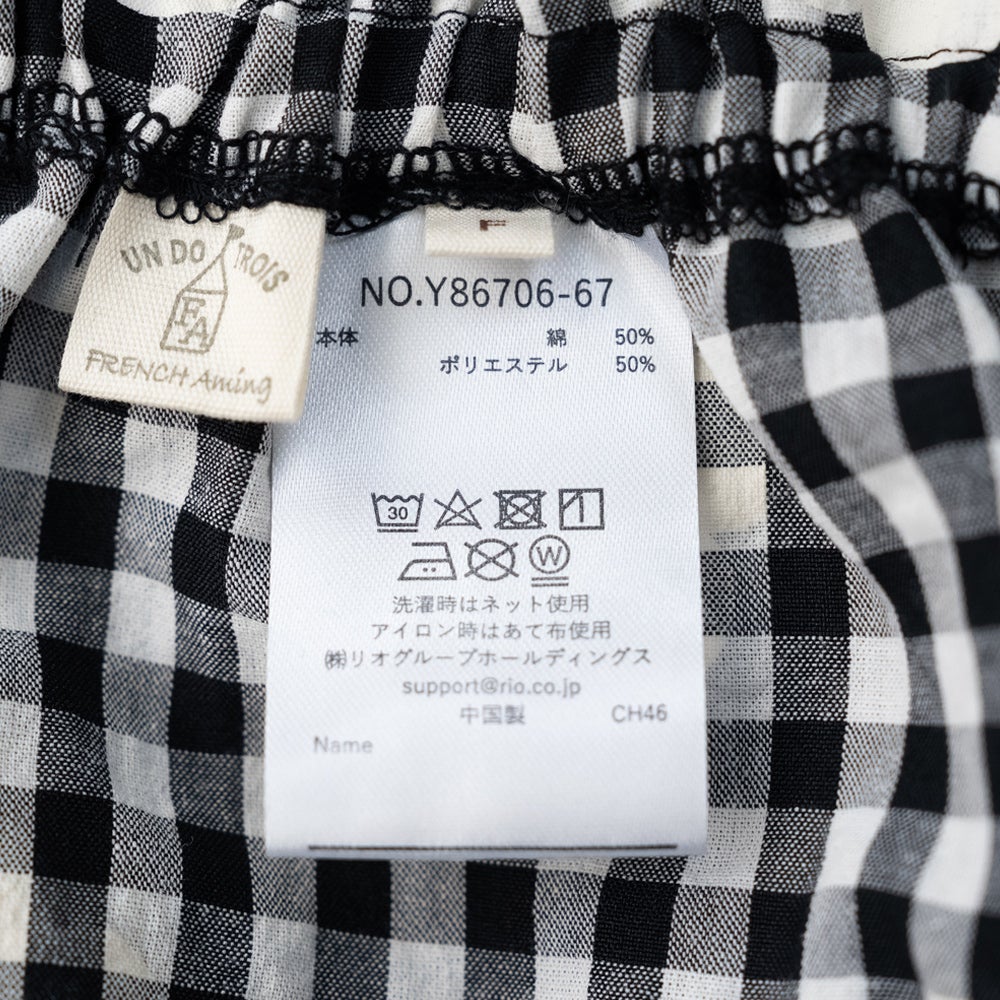 UN DO TROIS
FA
FRENCH Aming
F
NO.Y86706-67
本体 綿 50%
ポリエステル 50%
30
W
洗濯時はネット使用
アイロン時はあて布使用
㈱リオグループホールディングス
support@rio.co.jp
中国製 CH46
Name